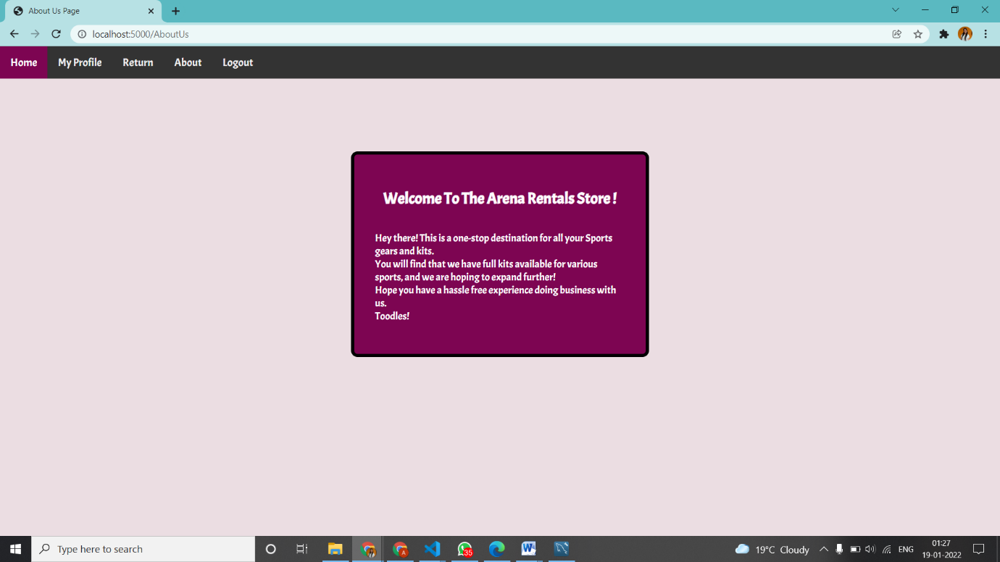 About Us Page
localhost:5000/AboutUs
Home My Profile Return About Logout
Welcome To The Arena Rentals Store !
Hey there! This is a one-stop destination for all your Sports
gears and kits.
You will find that we have full kits available for various
sports, and we are hoping to expand further!
Hope you have a hassle free experience doing business with
us.
Toodles!
Type here to search
A
35
W
19°C Cloudy
ENG
01:27
19-01-2022